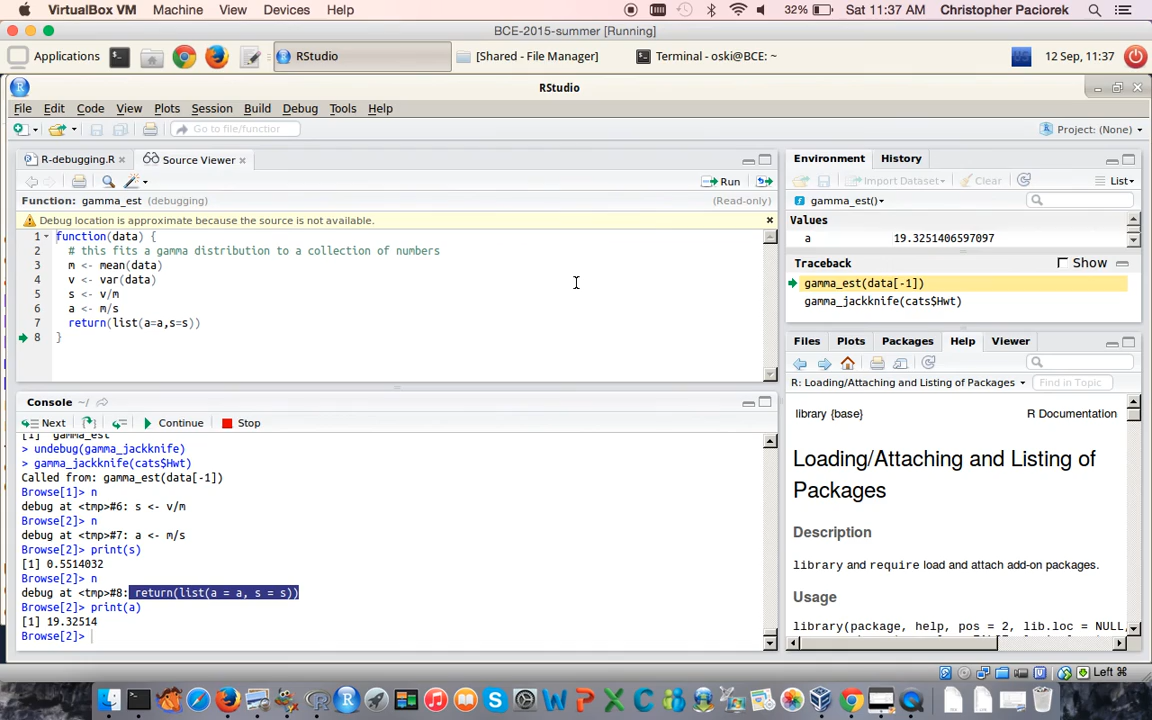 VirtualBox VM Machine View Devices Help 32% Sat 11:37 AM Christopher Paciorek
BCE-2015-summer [Running]
Applications RStudio [Shared - File Manager] Terminal - oski@BCE: ~ 12 Sep, 11:37
RStudio
File Edit Code View Plots Session Build Debug Tools Help
Go to file/function Project: (None)
R-debugging.R Source Viewer
Run
Function: gamma_est (debugging) (Read-only)
Debug location is approximate because the source is not available.
1 function(data) {
2 # this fits a gamma distribution to a collection of numbers
3 m <- mean(data)
4 v <- var(data)
5 s <- v/m
6 a <- m/s
7 return(list(a=a,s=s))
8 }
Console ~/
Next Continue Stop
[1] "gamma_est"
> undebug(gamma_jackknife)
> gamma_jackknife(cats$Hwt)
Called from: gamma_est(data[-1])
Browse[1]> n
debug at <tmp>#6: s <- v/m
Browse[2]> n
debug at <tmp>#7: a <- m/s
Browse[2]> print(s)
[1] 0.5514032
Browse[2]> n
debug at <tmp>#8: return(list(a = a, s = s))
Browse[2]> print(a)
[1] 19.32514
Browse[2]>
Environment History
Import Dataset Clear List
gamma_est()
Values
a 19.3251406597097
Traceback Show
gamma_est(data[-1])
gamma_jackknife(cats$Hwt)
Files Plots Packages Help Viewer
R: Loading/Attaching and Listing of Packages Find in Topic
library {base} R Documentation
Loading/Attaching and Listing of
Packages
Description
library and require load and attach add-on packages.
Usage
library(package, help, pos = 2, lib.loc = NULL,
Left ⌘